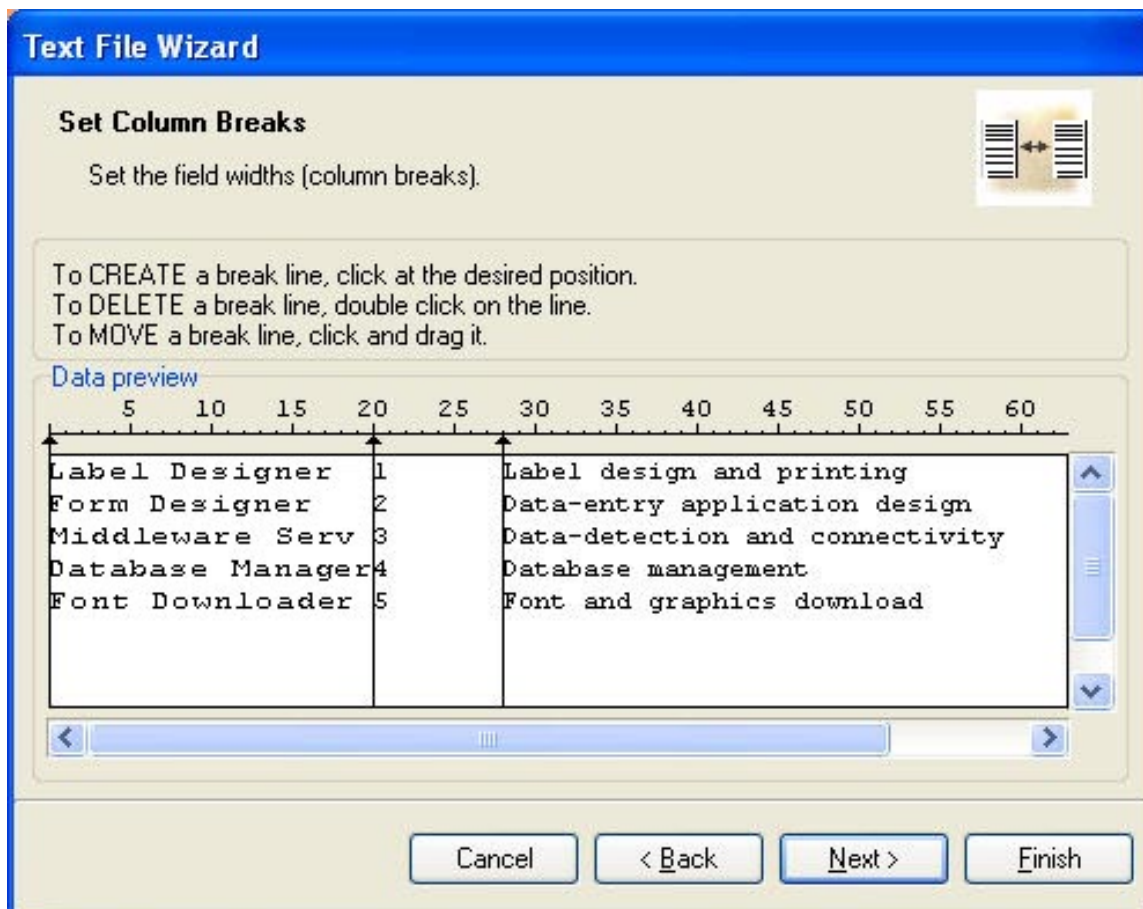 Text File Wizard
Set Column Breaks
Set the field widths (column breaks).
To CREATE a break line, click at the desired position.
To DELETE a break line, double click on the line.
To MOVE a break line, click and drag it.
Data preview
5 10 15 20 25 30 35 40 45 50 55 60
Label Designer 1 Label design and printing
Form Designer 2 Data-entry application design
Middleware Serv 3 Data-detection and connectivity
Database Manager4 Database management
Font Downloader 5 Font and graphics download
Cancel < Back Next > Finish